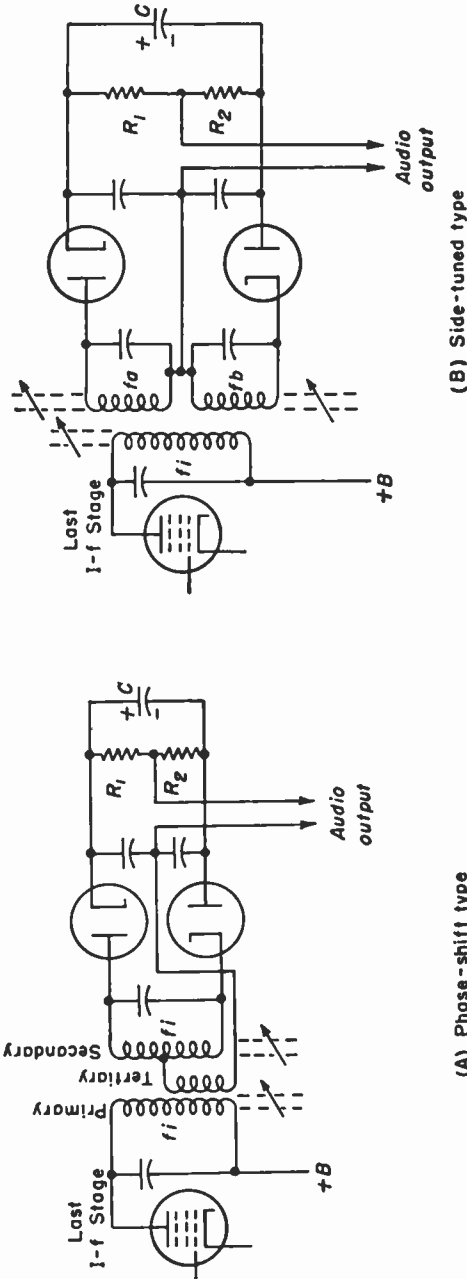 Last
I-f Stage
Primary
Tertiary
Secondary
fi
fi
+B
R1
R2
+
C
-
Audio
output
(A) Phase-shift type
Last
I-f Stage
fi
+B
fa
fb
R1
R2
+
C
-
Audio
output
(B) Side-tuned type